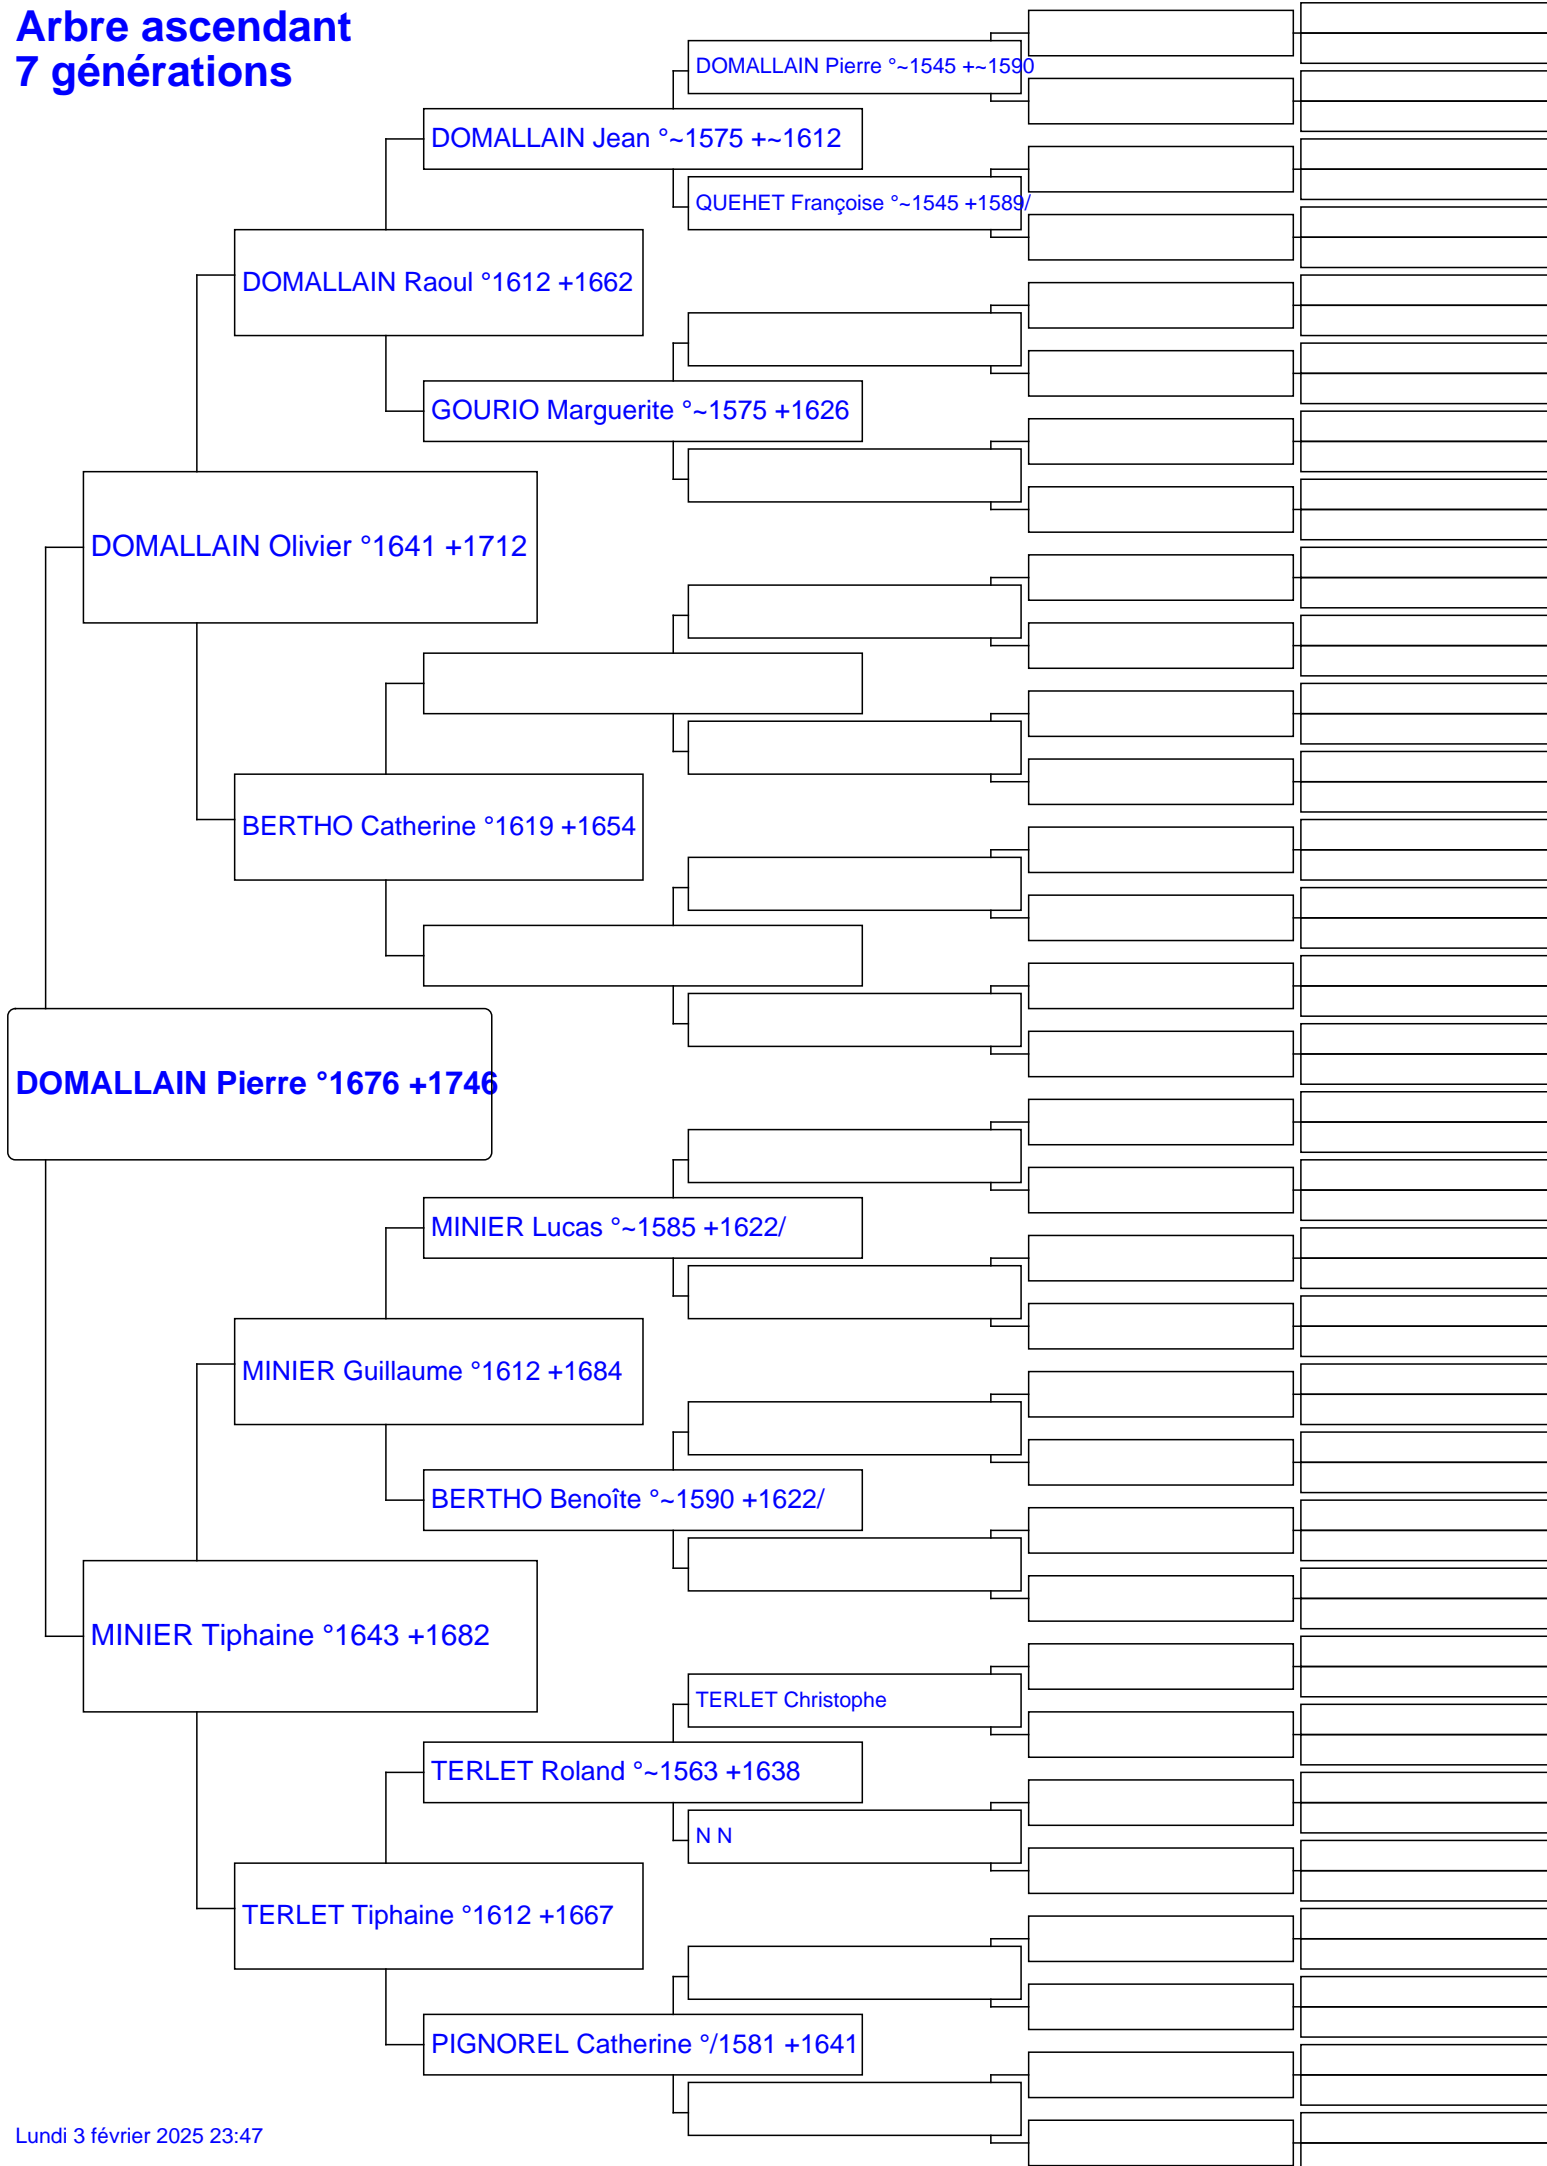 Arbre ascendant
7 générations
DOMALLAIN Pierre °~1545 +~1590
DOMALLAIN Jean °~1575 +~1612
QUEHET Françoise °~1545 +1589/
DOMALLAIN Raoul °1612 +1662
GOURIO Marguerite °~1575 +1626
DOMALLAIN Olivier °1641 +1712
BERTHO Catherine °1619 +1654
DOMALLAIN Pierre °1676 +1746
MINIER Lucas °~1585 +1622/
MINIER Guillaume °1612 +1684
BERTHO Benoîte °~1590 +1622/
MINIER Tiphaine °1643 +1682
TERLET Christophe
TERLET Roland °~1563 +1638
N N
TERLET Tiphaine °1612 +1667
PIGNOREL Catherine °/1581 +1641
Lundi 3 février 2025 23:47